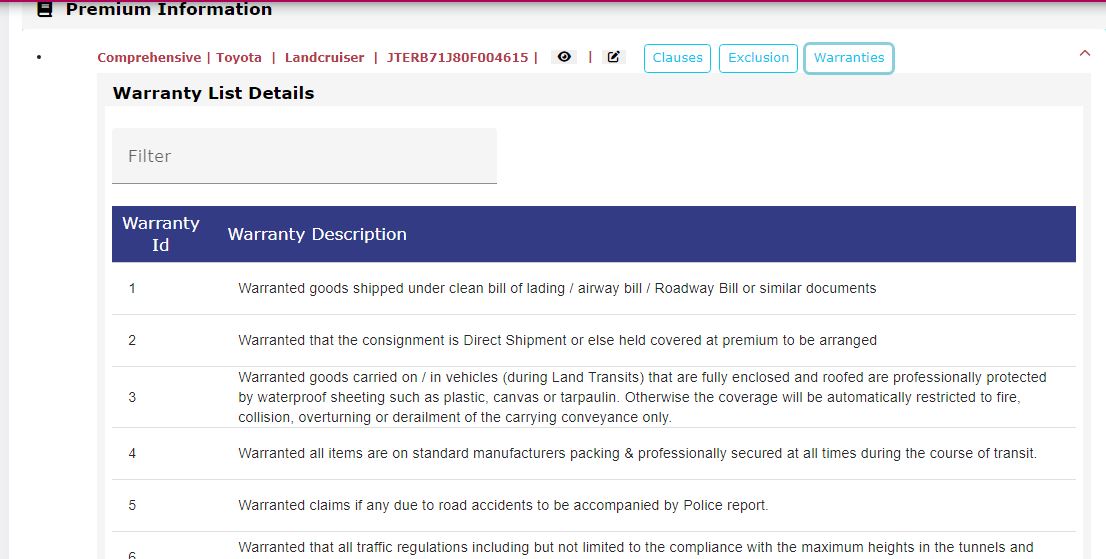 Premium Information
Comprehensive | Toyota | Landcruiser | JTERB71J80F004615 | | Clauses Exclusion Warranties
Warranty List Details
Filter
Warranty Id Warranty Description
1 Warranted goods shipped under clean bill of lading / airway bill / Roadway Bill or similar documents
2 Warranted that the consignment is Direct Shipment or else held covered at premium to be arranged
3 Warranted goods carried on / in vehicles (during Land Transits) that are fully enclosed and roofed are professionally protected
by waterproof sheeting such as plastic, canvas or tarpaulin. Otherwise the coverage will be automatically restricted to fire,
collision, overturning or derailment of the carrying conveyance only.
4 Warranted all items are on standard manufacturers packing & professionally secured at all times during the course of transit.
5 Warranted claims if any due to road accidents to be accompanied by Police report.
6 Warranted that all traffic regulations including but not limited to the compliance with the maximum heights in the tunnels and